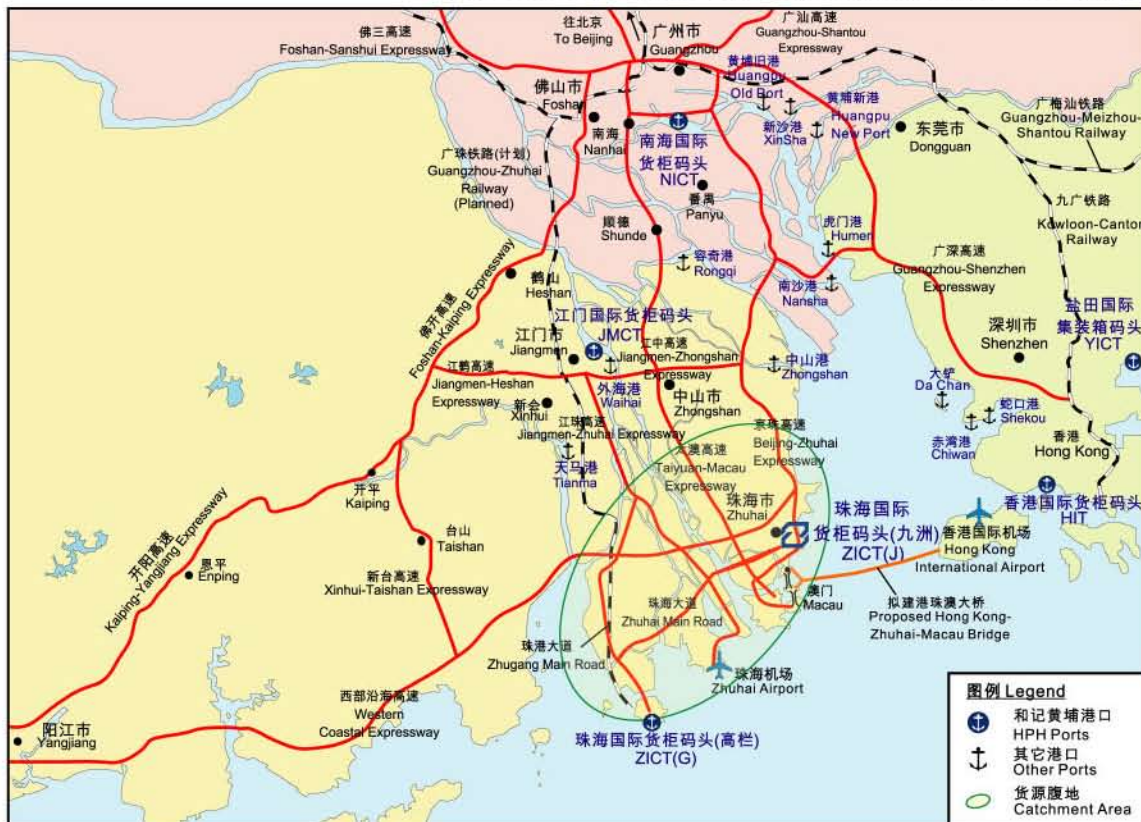 佛三高速
Foshan-Sanshui Expressway
往北京
To Beijing
广州市
Guangzhou
广汕高速
Guangzhou-Shantou
Expressway
佛山市
Foshan
南海
Nanhai
黄埔旧港
Huangpu
Old Port
黄埔新港
Huangpu
New Port
新沙港
XinSha
东莞市
Dongguan
广梅汕铁路
Guangzhou-Meizhou-
Shantou Railway
南海国际
货柜码头
NICT
广珠铁路(计划)
Guangzhou-Zhuhai
Railway
(Planned)
番禺
Panyu
九广铁路
Kowloon-Canton
Railway
顺德
Shunde
容奇港
Rongqi
虎门港
Humen
南沙港
Nansha
广深高速
Guangzhou-Shenzhen
Expressway
鹤山
Heshan
佛开高速
Foshan-Kaiping Expressway
江门国际货柜码头
JMCT
江门市
Jiangmen
江中高速
Jiangmen-Zhongshan
Expressway
中山港
Zhongshan
深圳市
Shenzhen
盐田国际
集装箱码头
YICT
江鹤高速
Jiangmen-Heshan
Expressway
外海港
Waihai
中山市
Zhongshan
大铲
Da Chan
蛇口港
Shekou
赤湾港
Chiwan
香港
Hong Kong
新会
Xinhui
江珠高速
Jiangmen-Zhuhai Expressway
京珠高速
Beijing-Zhuhai
Expressway
天马港
Tianma
太澳高速
Taiyuan-Macau
Expressway
开平
Kaiping
珠海市
Zhuhai
珠海国际
货柜码头(九洲)
ZICT(J)
香港国际货柜码头
HIT
香港国际机场
Hong Kong
International Airport
台山
Taishan
开阳高速
Kaiping-Yangjiang Expressway
恩平
Enping
新台高速
Xinhui-Taishan Expressway
澳门
Macau
拟建港珠澳大桥
Proposed Hong Kong-
Zhuhai-Macau Bridge
珠海大道
Zhuhai Main Road
珠港大道
Zhugang Main Road
珠海机场
Zhuhai Airport
西部沿海高速
Western
Coastal Expressway
阳江市
Yangjiang
珠海国际货柜码头(高栏)
ZICT(G)
图例 Legend
和记黄埔港口
HPH Ports
其它港口
Other Ports
货源腹地
Catchment Area